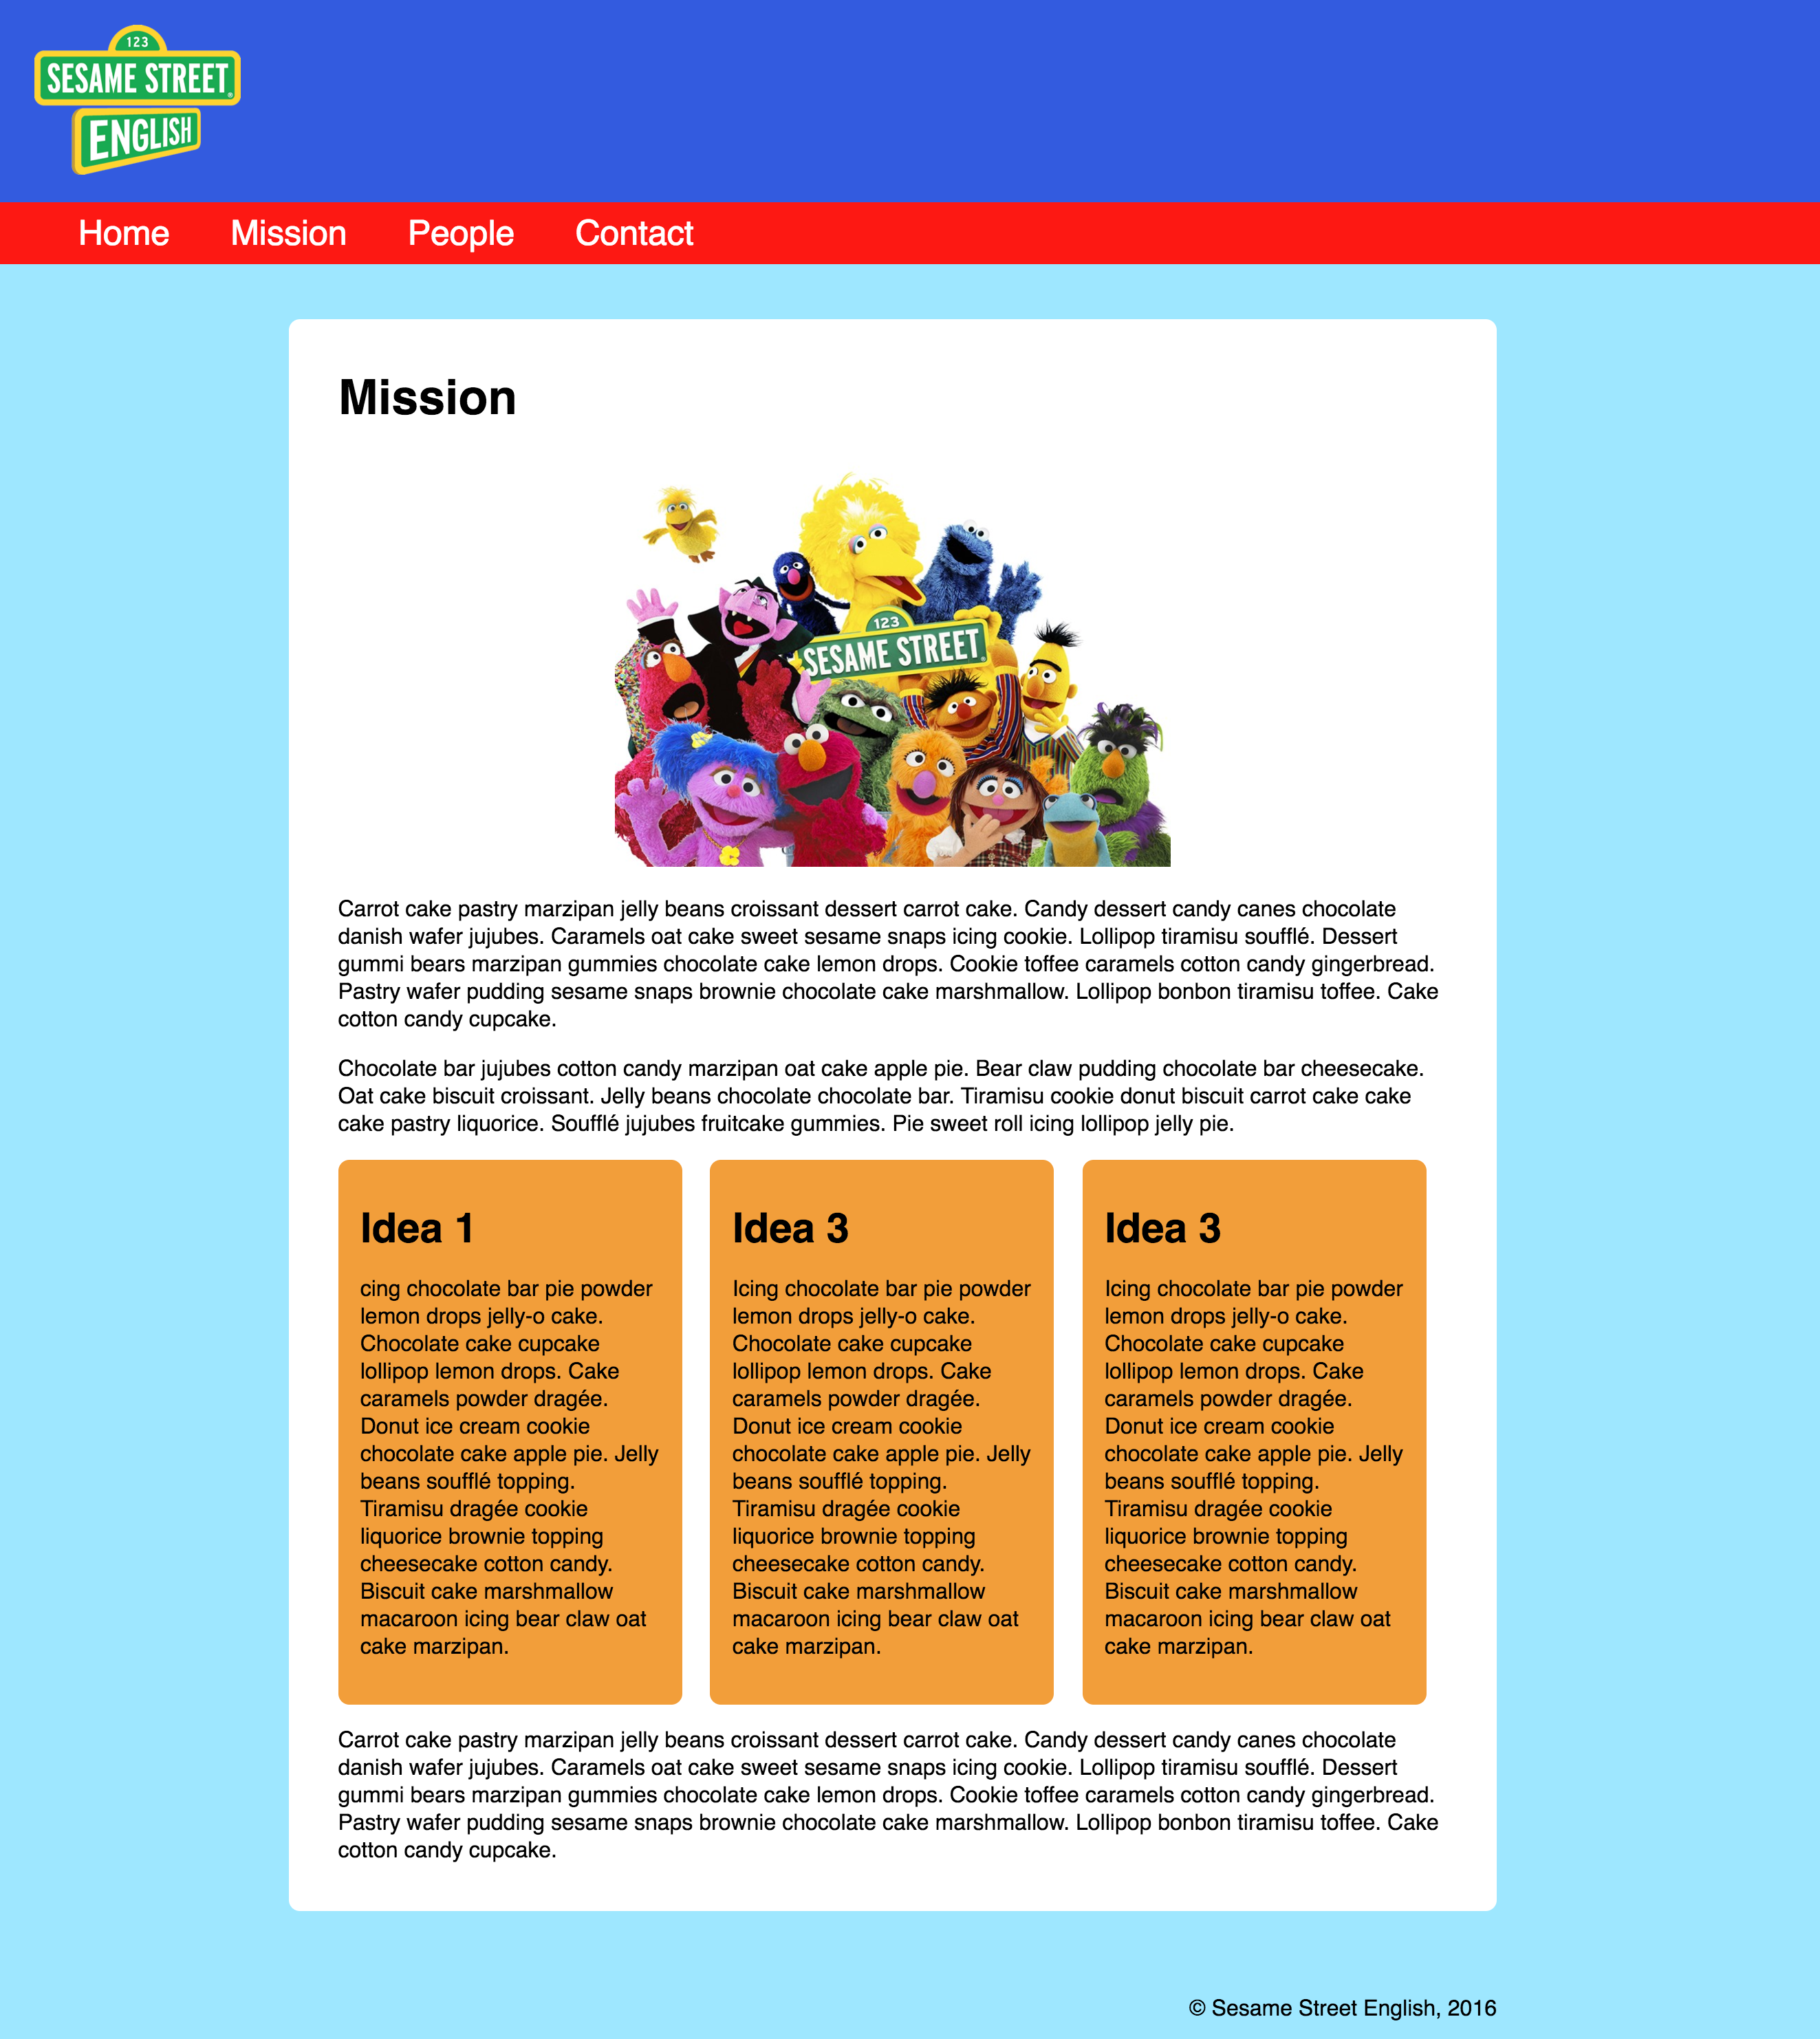 123
SESAME STREET
ENGLISH
Home Mission People Contact
Mission
123
SESAME STREET
Carrot cake pastry marzipan jelly beans croissant dessert carrot cake. Candy dessert candy canes chocolate
danish wafer jujubes. Caramels oat cake sweet sesame snaps icing cookie. Lollipop tiramisu soufflé. Dessert
gummi bears marzipan gummies chocolate cake lemon drops. Cookie toffee caramels cotton candy gingerbread.
Pastry wafer pudding sesame snaps brownie chocolate cake marshmallow. Lollipop bonbon tiramisu toffee. Cake
cotton candy cupcake.
Chocolate bar jujubes cotton candy marzipan oat cake apple pie. Bear claw pudding chocolate bar cheesecake.
Oat cake biscuit croissant. Jelly beans chocolate chocolate bar. Tiramisu cookie donut biscuit carrot cake cake
cake pastry liquorice. Soufflé jujubes fruitcake gummies. Pie sweet roll icing lollipop jelly pie.
Idea 1
cing chocolate bar pie powder
lemon drops jelly-o cake.
Chocolate cake cupcake
lollipop lemon drops. Cake
caramels powder dragée.
Donut ice cream cookie
chocolate cake apple pie. Jelly
beans soufflé topping.
Tiramisu dragée cookie
liquorice brownie topping
cheesecake cotton candy.
Biscuit cake marshmallow
macaroon icing bear claw oat
cake marzipan.
Idea 3
Icing chocolate bar pie powder
lemon drops jelly-o cake.
Chocolate cake cupcake
lollipop lemon drops. Cake
caramels powder dragée.
Donut ice cream cookie
chocolate cake apple pie. Jelly
beans soufflé topping.
Tiramisu dragée cookie
liquorice brownie topping
cheesecake cotton candy.
Biscuit cake marshmallow
macaroon icing bear claw oat
cake marzipan.
Idea 3
Icing chocolate bar pie powder
lemon drops jelly-o cake.
Chocolate cake cupcake
lollipop lemon drops. Cake
caramels powder dragée.
Donut ice cream cookie
chocolate cake apple pie. Jelly
beans soufflé topping.
Tiramisu dragée cookie
liquorice brownie topping
cheesecake cotton candy.
Biscuit cake marshmallow
macaroon icing bear claw oat
cake marzipan.
Carrot cake pastry marzipan jelly beans croissant dessert carrot cake. Candy dessert candy canes chocolate
danish wafer jujubes. Caramels oat cake sweet sesame snaps icing cookie. Lollipop tiramisu soufflé. Dessert
gummi bears marzipan gummies chocolate cake lemon drops. Cookie toffee caramels cotton candy gingerbread.
Pastry wafer pudding sesame snaps brownie chocolate cake marshmallow. Lollipop bonbon tiramisu toffee. Cake
cotton candy cupcake.
© Sesame Street English, 2016